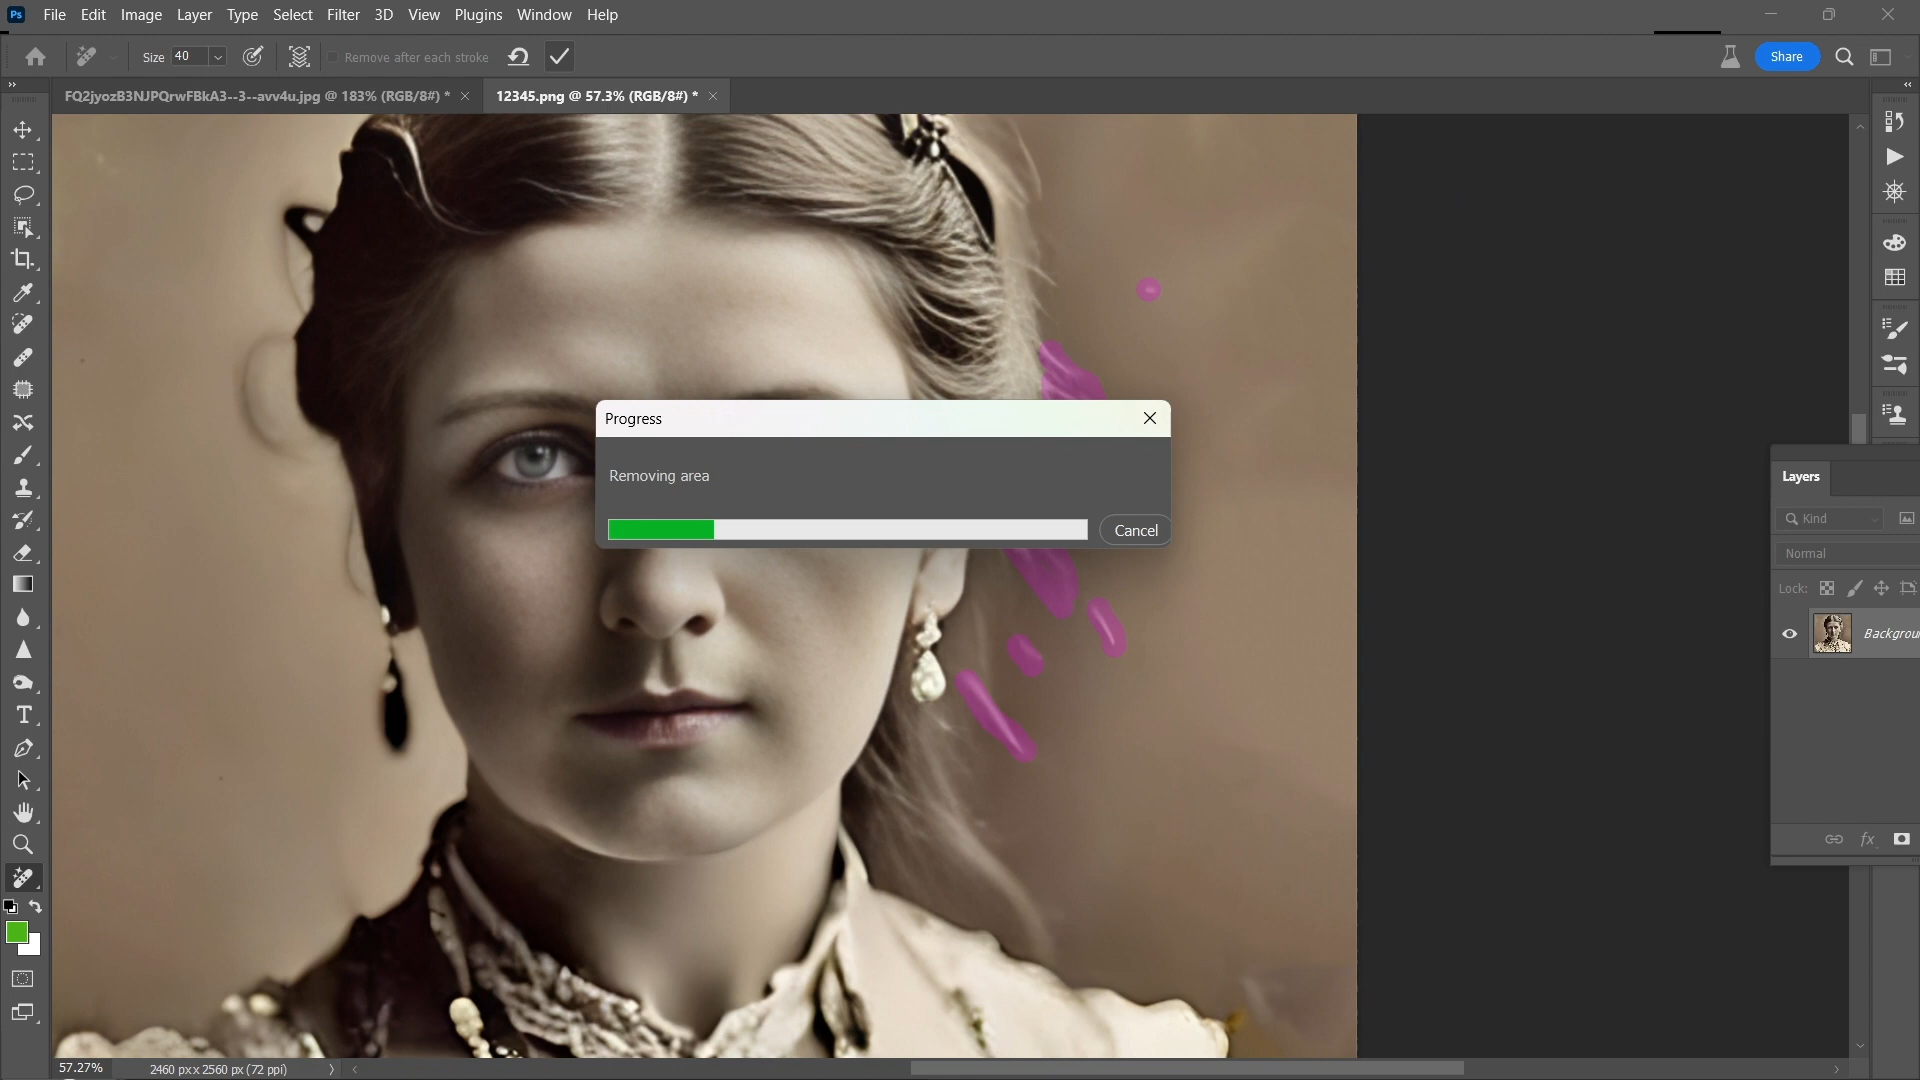 Ps File Edit Image Layer Type Select Filter 3D View Plugins Window Help
Size 40 Remove after each stroke Share
FQ2jyozB3NJPQrwFBkA3--3--avv4u.jpg @ 183% (RGB/8#) * 12345.png @ 57.3% (RGB/8#) *
Progress
Removing area
Cancel
Layers
Kind
Normal
Lock:
Backgrou
fx
57.27% 2460 px x 2560 px (72 ppi)